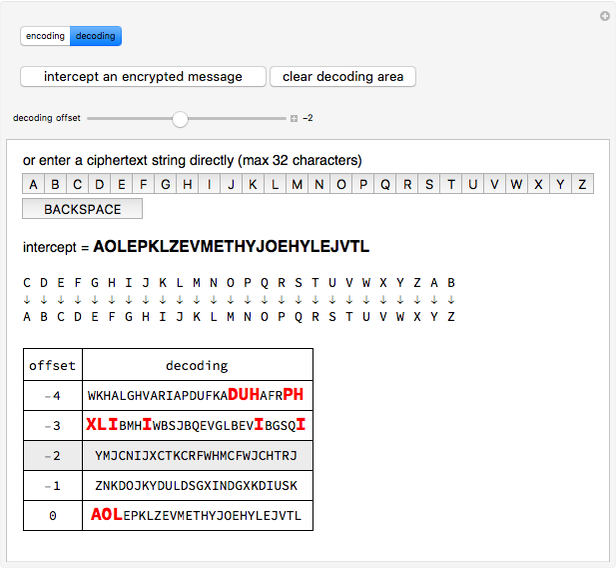 encoding decoding
intercept an encrypted message clear decoding area
decoding offset -2
or enter a ciphertext string directly (max 32 characters)
A B C D E F G H I J K L M N O P Q R S T U V W X Y Z
BACKSPACE
intercept = AOLEPKLZEVMETHYJOEHYLEJVTL
C D E F G H I J K L M N O P Q R S T U V W X Y Z A B
↓ ↓ ↓ ↓ ↓ ↓ ↓ ↓ ↓ ↓ ↓ ↓ ↓ ↓ ↓ ↓ ↓ ↓ ↓ ↓ ↓ ↓ ↓ ↓ ↓ ↓
A B C D E F G H I J K L M N O P Q R S T U V W X Y Z
offset decoding
-4 WKHALGHVARIAPDUFKADUHAFRPH
-3 XLIBMHIWBSJBQEVGLBEVIBGSQI
-2 YMJCNIJXCTKCRFWHMCFWJCHTRJ
-1 ZNKDOJKYDULDSGXINDGXKDIUSK
0 AOLEPKLZEVMETHYJOEHYLEJVTL